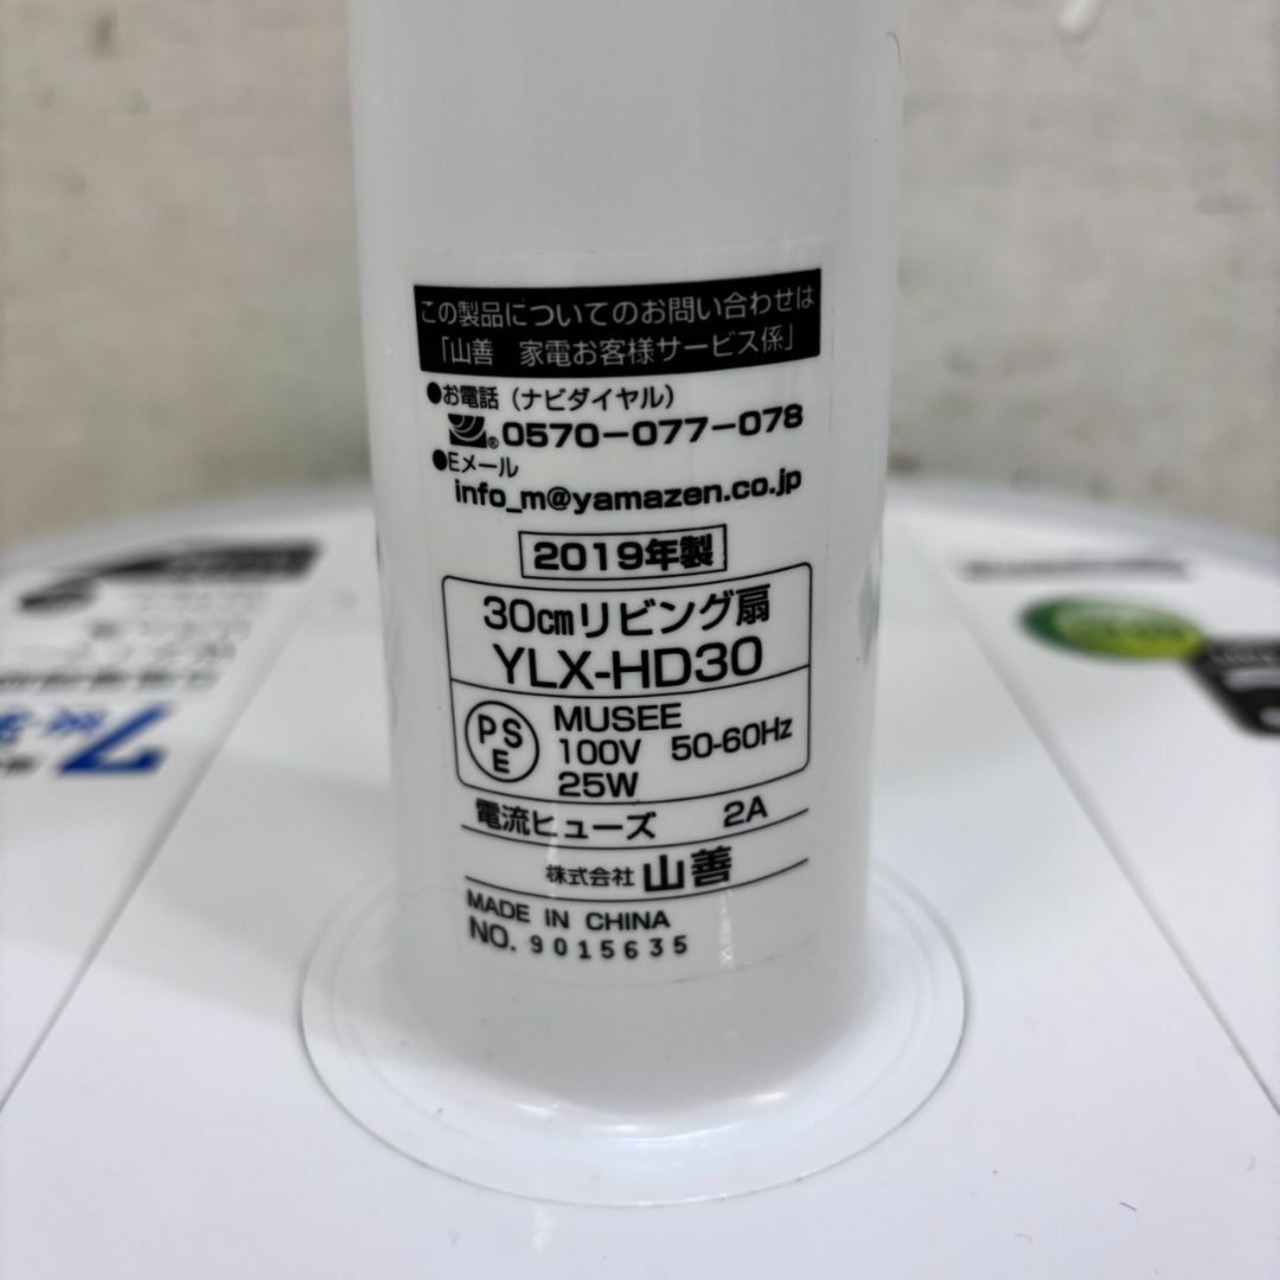 この製品についてのお問い合わせは
「山善 家電お客様サービス係」
●お電話(ナビダイヤル)
® 0570-077-078
●Eメール
info_m@yamazen.co.jp
2019年製
30cmリビング扇
YLX-HD30
PSE
MUSEE
100V 50-60Hz
25W
電流ヒューズ 2A
株式会社 山善
MADE IN CHINA
NO. 9015635
7